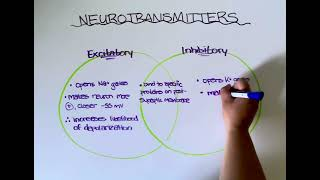 NEUROTRANSMITTERS
Excitatory
Inhibitory
• Opens Na+ gates
• Makes neuron more
⊕, closer -55 mV
∴ increases likelihood
of depolarization
• bind to specific
proteins on post-
synaptic membrane
• Opens K+